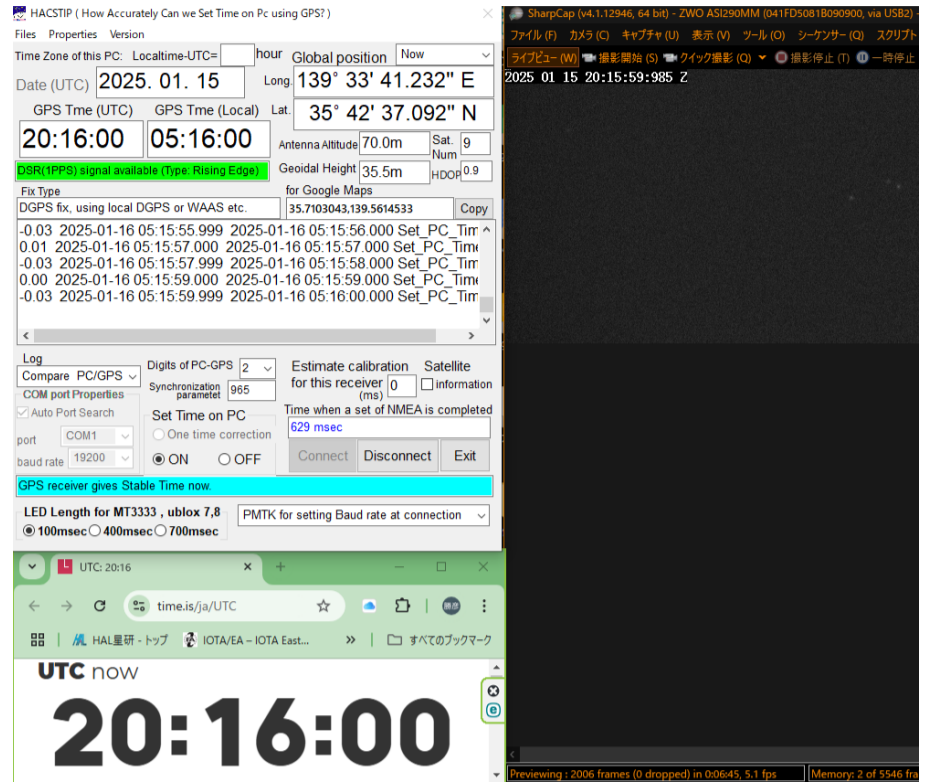 HACSTIP ( How Accurately Can we Set Time on Pc using GPS? )
Files Properties Version
Time Zone of this PC: Localtime-UTC= hour
Global position Now
Date (UTC) 2025. 01. 15
Long. 139° 33' 41.232" E
GPS Tme (UTC) GPS Tme (Local)
Lat. 35° 42' 37.092" N
20:16:00 05:16:00
Antenna Altitude 70.0m Sat. Num 9
DSR(1PPS) signal available (Type: Rising Edge)
Geoidal Height 35.5m HDOP 0.9
Fix Type
for Google Maps
DGPS fix, using local DGPS or WAAS etc.
35.7103043,139.5614533 Copy
-0.03 2025-01-16 05:15:55.999 2025-01-16 05:15:56.000 Set_PC_Tim
0.01 2025-01-16 05:15:57.000 2025-01-16 05:15:57.000 Set_PC_Time
-0.03 2025-01-16 05:15:57.999 2025-01-16 05:15:58.000 Set_PC_Tim
0.00 2025-01-16 05:15:59.000 2025-01-16 05:15:59.000 Set_PC_Time
-0.03 2025-01-16 05:15:59.999 2025-01-16 05:16:00.000 Set_PC_Tim
Log
Compare PC/GPS
Digits of PC-GPS 2
Synchronization parametet 965
Estimate calibration for this receiver (ms) 0
Satellite information
COM port Properties
Auto Port Search
port COM1
baud rate 19200
Set Time on PC
One time correction
ON OFF
Time when a set of NMEA is completed
629 msec
Connect Disconnect Exit
GPS receiver gives Stable Time now.
LED Length for MT3333 , ublox 7,8
100msec 400msec 700msec
PMTK for setting Baud rate at connection
UTC: 20:16
time.is/ja/UTC
HAL星研 - トップ IOTA/EA – IOTA East... すべてのブックマーク
UTC now
20:16:00
SharpCap (v4.1.12946, 64 bit) - ZWO ASI290MM (041FD5081B090900, via USB2) -
ファイル (F) カメラ (C) キャプチャ (U) 表示 (V) ツール (O) シーケンサー (Q) スクリプト
ライブビュー (W) 撮影開始 (S) クイック撮影 (Q) 撮影停止 (T) 一時停止
2025 01 15 20:15:59:985 Z
Previewing : 2006 frames (0 dropped) in 0:06:45, 5.1 fps
Memory: 2 of 5546 fra